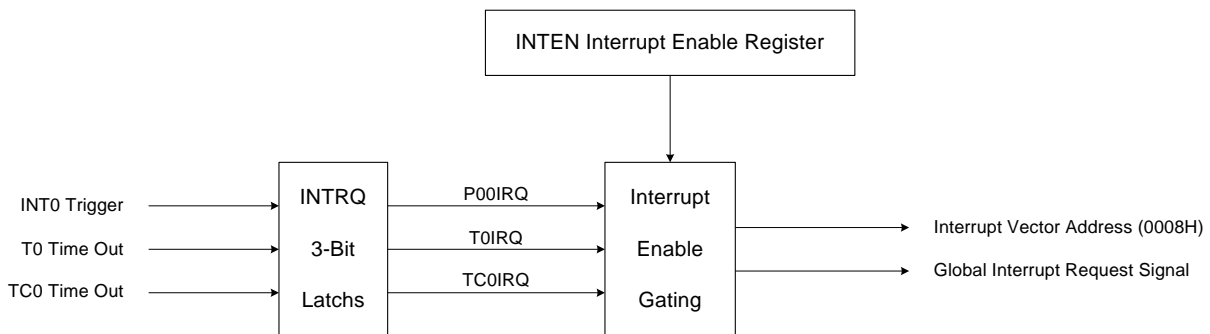 INTEN Interrupt Enable Register
INT0 Trigger
T0 Time Out
TC0 Time Out
INTRQ
3-Bit
Latchs
P00IRQ
T0IRQ
TC0IRQ
Interrupt
Enable
Gating
Interrupt Vector Address (0008H)
Global Interrupt Request Signal